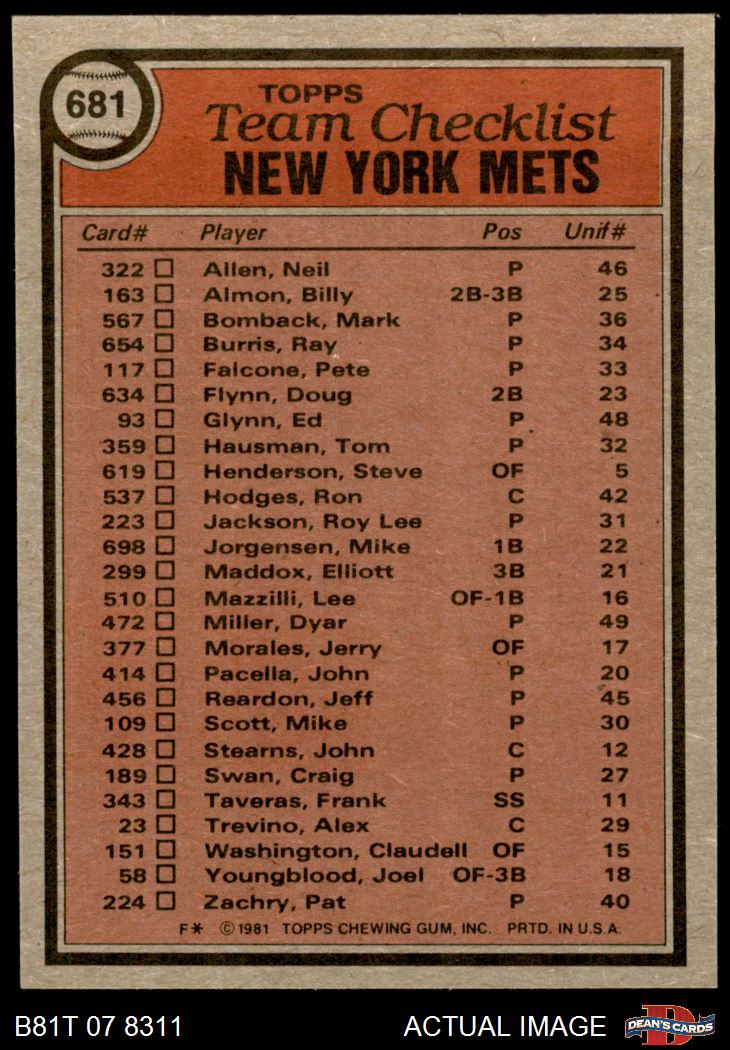 681
TOPPS
Team Checklist
NEW YORK METS
Card# Player Pos Unif#
322 Allen, Neil P 46
163 Almon, Billy 2B-3B 25
567 Bomback, Mark P 36
654 Burris, Ray P 34
117 Falcone, Pete P 33
634 Flynn, Doug 2B 23
93 Glynn, Ed P 48
359 Hausman, Tom P 32
619 Henderson, Steve OF 5
537 Hodges, Ron C 42
223 Jackson, Roy Lee P 31
698 Jorgensen, Mike 1B 22
299 Maddox, Elliott 3B 21
510 Mazzilli, Lee OF-1B 16
472 Miller, Dyar P 49
377 Morales, Jerry OF 17
414 Pacella, John P 20
456 Reardon, Jeff P 45
109 Scott, Mike P 30
428 Stearns, John C 12
189 Swan, Craig P 27
343 Taveras, Frank SS 11
23 Trevino, Alex C 29
151 Washington, Claudell OF 15
58 Youngblood, Joel OF-3B 18
224 Zachry, Pat P 40
F* ©1981 TOPPS CHEWING GUM, INC. PRTD. IN U.S.A.
B81T 07 8311 ACTUAL IMAGE
D
DEAN'S CARDS